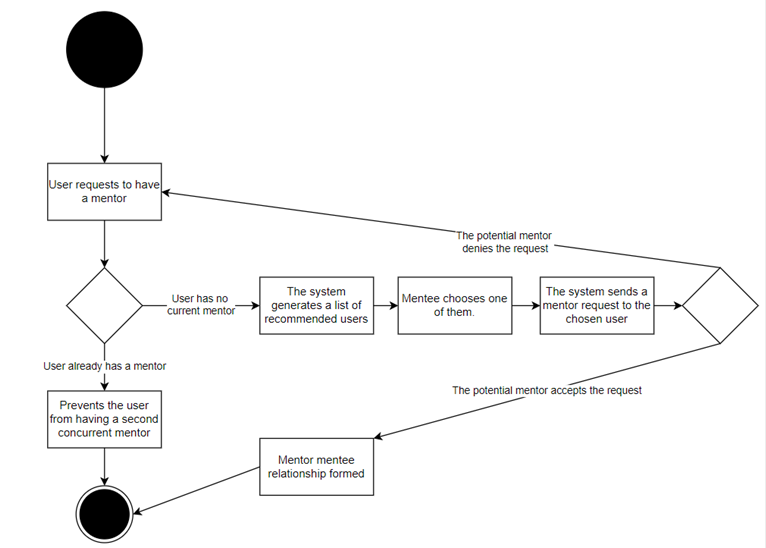 User requests to have
a mentor
The potential mentor
denies the request
User has no
current mentor
The system
generates a list of
recommended users
Mentee chooses one
of them.
The system sends a
mentor request to the
chosen user
User already has a mentor
The potential mentor accepts the request
Prevents the user
from having a second
concurrent mentor
Mentor mentee
relationship formed